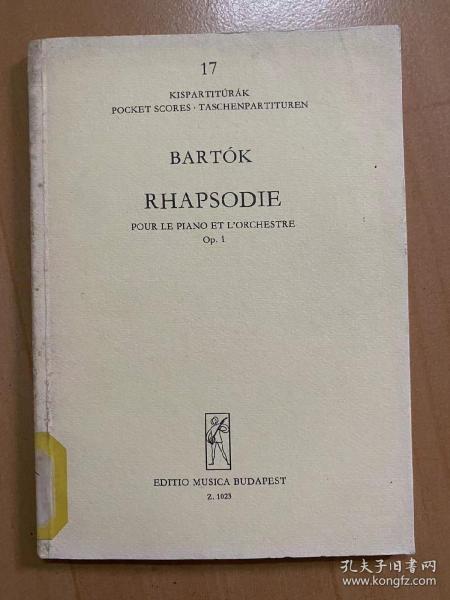 17
KISPARTITÚRÁK
POCKET SCORES · TASCHENPARTITUREN
BARTÓK
RHAPSODIE
POUR LE PIANO ET L'ORCHESTRE
Op. 1
EDITIO MUSICA BUDAPEST
Z. 1023
孔夫子旧书网
www.kongfz.com